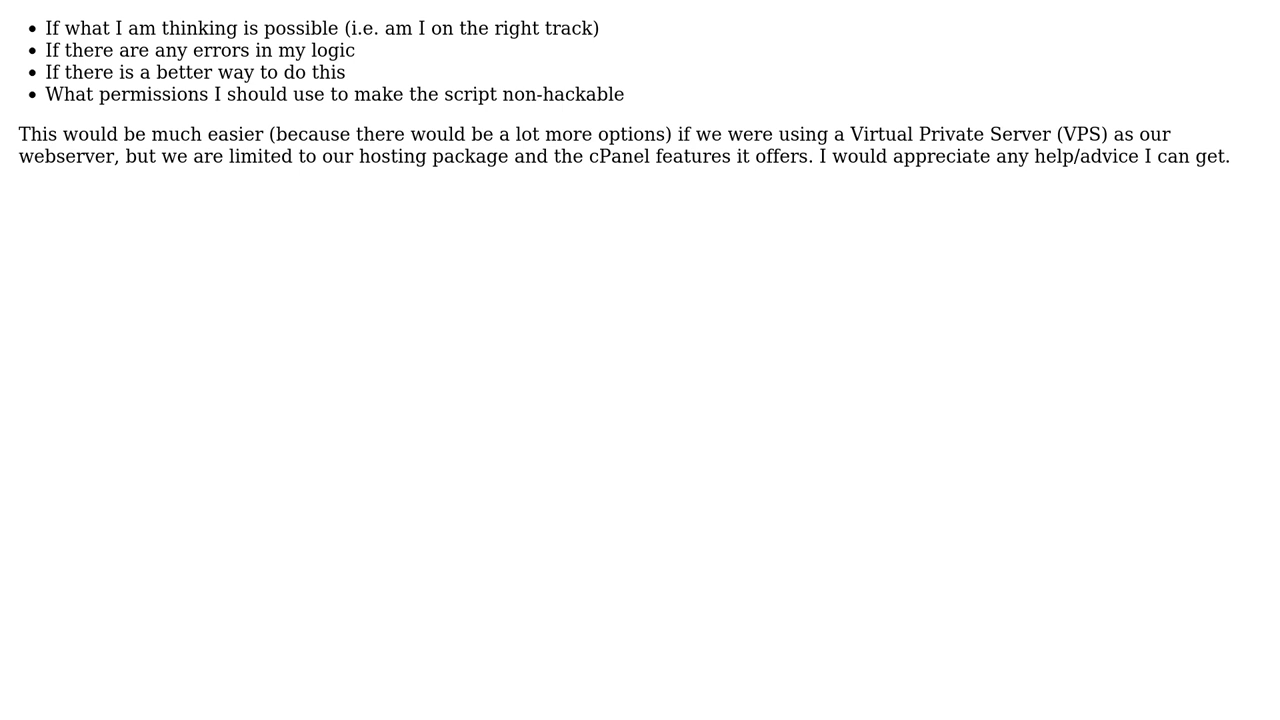 • If what I am thinking is possible (i.e. am I on the right track)
• If there are any errors in my logic
• If there is a better way to do this
• What permissions I should use to make the script non-hackable
This would be much easier (because there would be a lot more options) if we were using a Virtual Private Server (VPS) as our
webserver, but we are limited to our hosting package and the cPanel features it offers. I would appreciate any help/advice I can get.